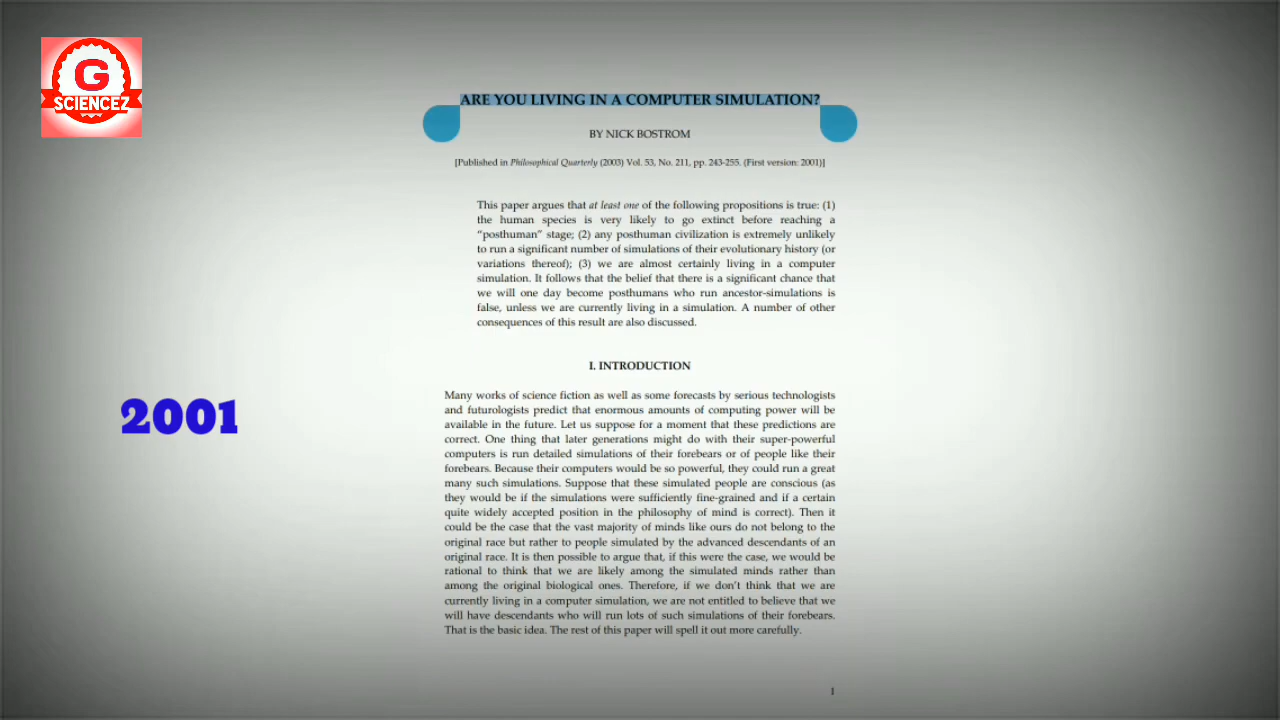 G
SCIENCEZ
ARE YOU LIVING IN A COMPUTER SIMULATION?
BY NICK BOSTROM
[Published in Philosophical Quarterly (2003) Vol. 53, No. 211, pp. 243-255. (First version: 2001)]
This paper argues that at least one of the following propositions is true: (1)
the human species is very likely to go extinct before reaching a
“posthuman” stage; (2) any posthuman civilization is extremely unlikely
to run a significant number of simulations of their evolutionary history (or
variations thereof); (3) we are almost certainly living in a computer
simulation. It follows that the belief that there is a significant chance that
we will one day become posthumans who run ancestor-simulations is
false, unless we are currently living in a simulation. A number of other
consequences of this result are also discussed.
I. INTRODUCTION
Many works of science fiction as well as some forecasts by serious technologists
and futurologists predict that enormous amounts of computing power will be
available in the future. Let us suppose for a moment that these predictions are
correct. One thing that later generations might do with their super-powerful
computers is run detailed simulations of their forebears or of people like their
forebears. Because their computers would be so powerful, they could run a great
many such simulations. Suppose that these simulated people are conscious (as
they would be if the simulations were sufficiently fine-grained and if a certain
quite widely accepted position in the philosophy of mind is correct). Then it
could be the case that the vast majority of minds like ours do not belong to the
original race but rather to people simulated by the advanced descendants of an
original race. It is then possible to argue that, if this were the case, we would be
rational to think that we are likely among the simulated minds rather than
among the original biological ones. Therefore, if we don’t think that we are
currently living in a computer simulation, we are not entitled to believe that we
will have descendants who will run lots of such simulations of their forebears.
That is the basic idea. The rest of this paper will spell it out more carefully.
2001
1